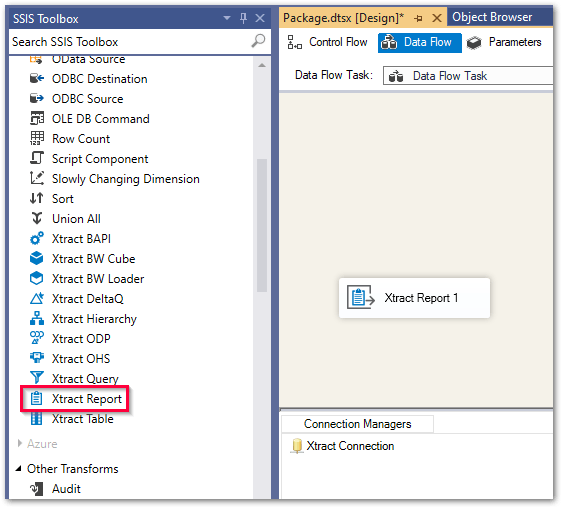 SSIS Toolbox
Search SSIS Toolbox
OData Source
ODBC Destination
ODBC Source
OLE DB Command
Row Count
Script Component
Slowly Changing Dimension
Sort
Union All
Xtract BAPI
Xtract BW Cube
Xtract BW Loader
Xtract DeltaQ
Xtract Hierarchy
Xtract ODP
Xtract OHS
Xtract Query
Xtract Report
Xtract Table
Azure
Other Transforms
Audit
Package.dtsx [Design]*
Object Browser
Control Flow
Data Flow
Parameters
Data Flow Task:
Data Flow Task
Xtract Report 1
Connection Managers
Xtract Connection